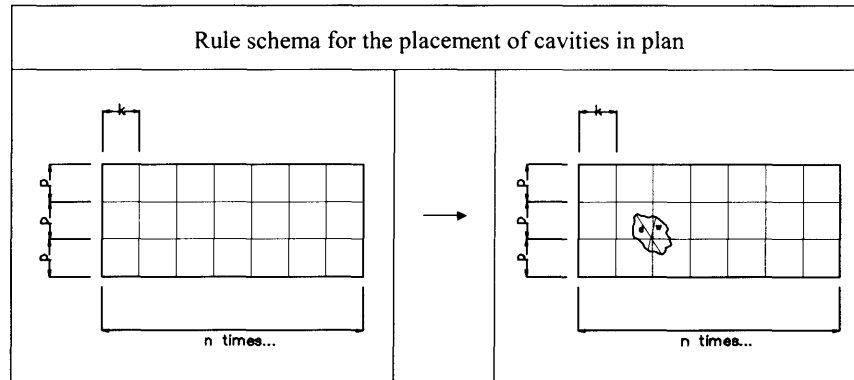 Rule schema for the placement of cavities in plan
k
p
p
p
n times...
k
p
p
p
n times...